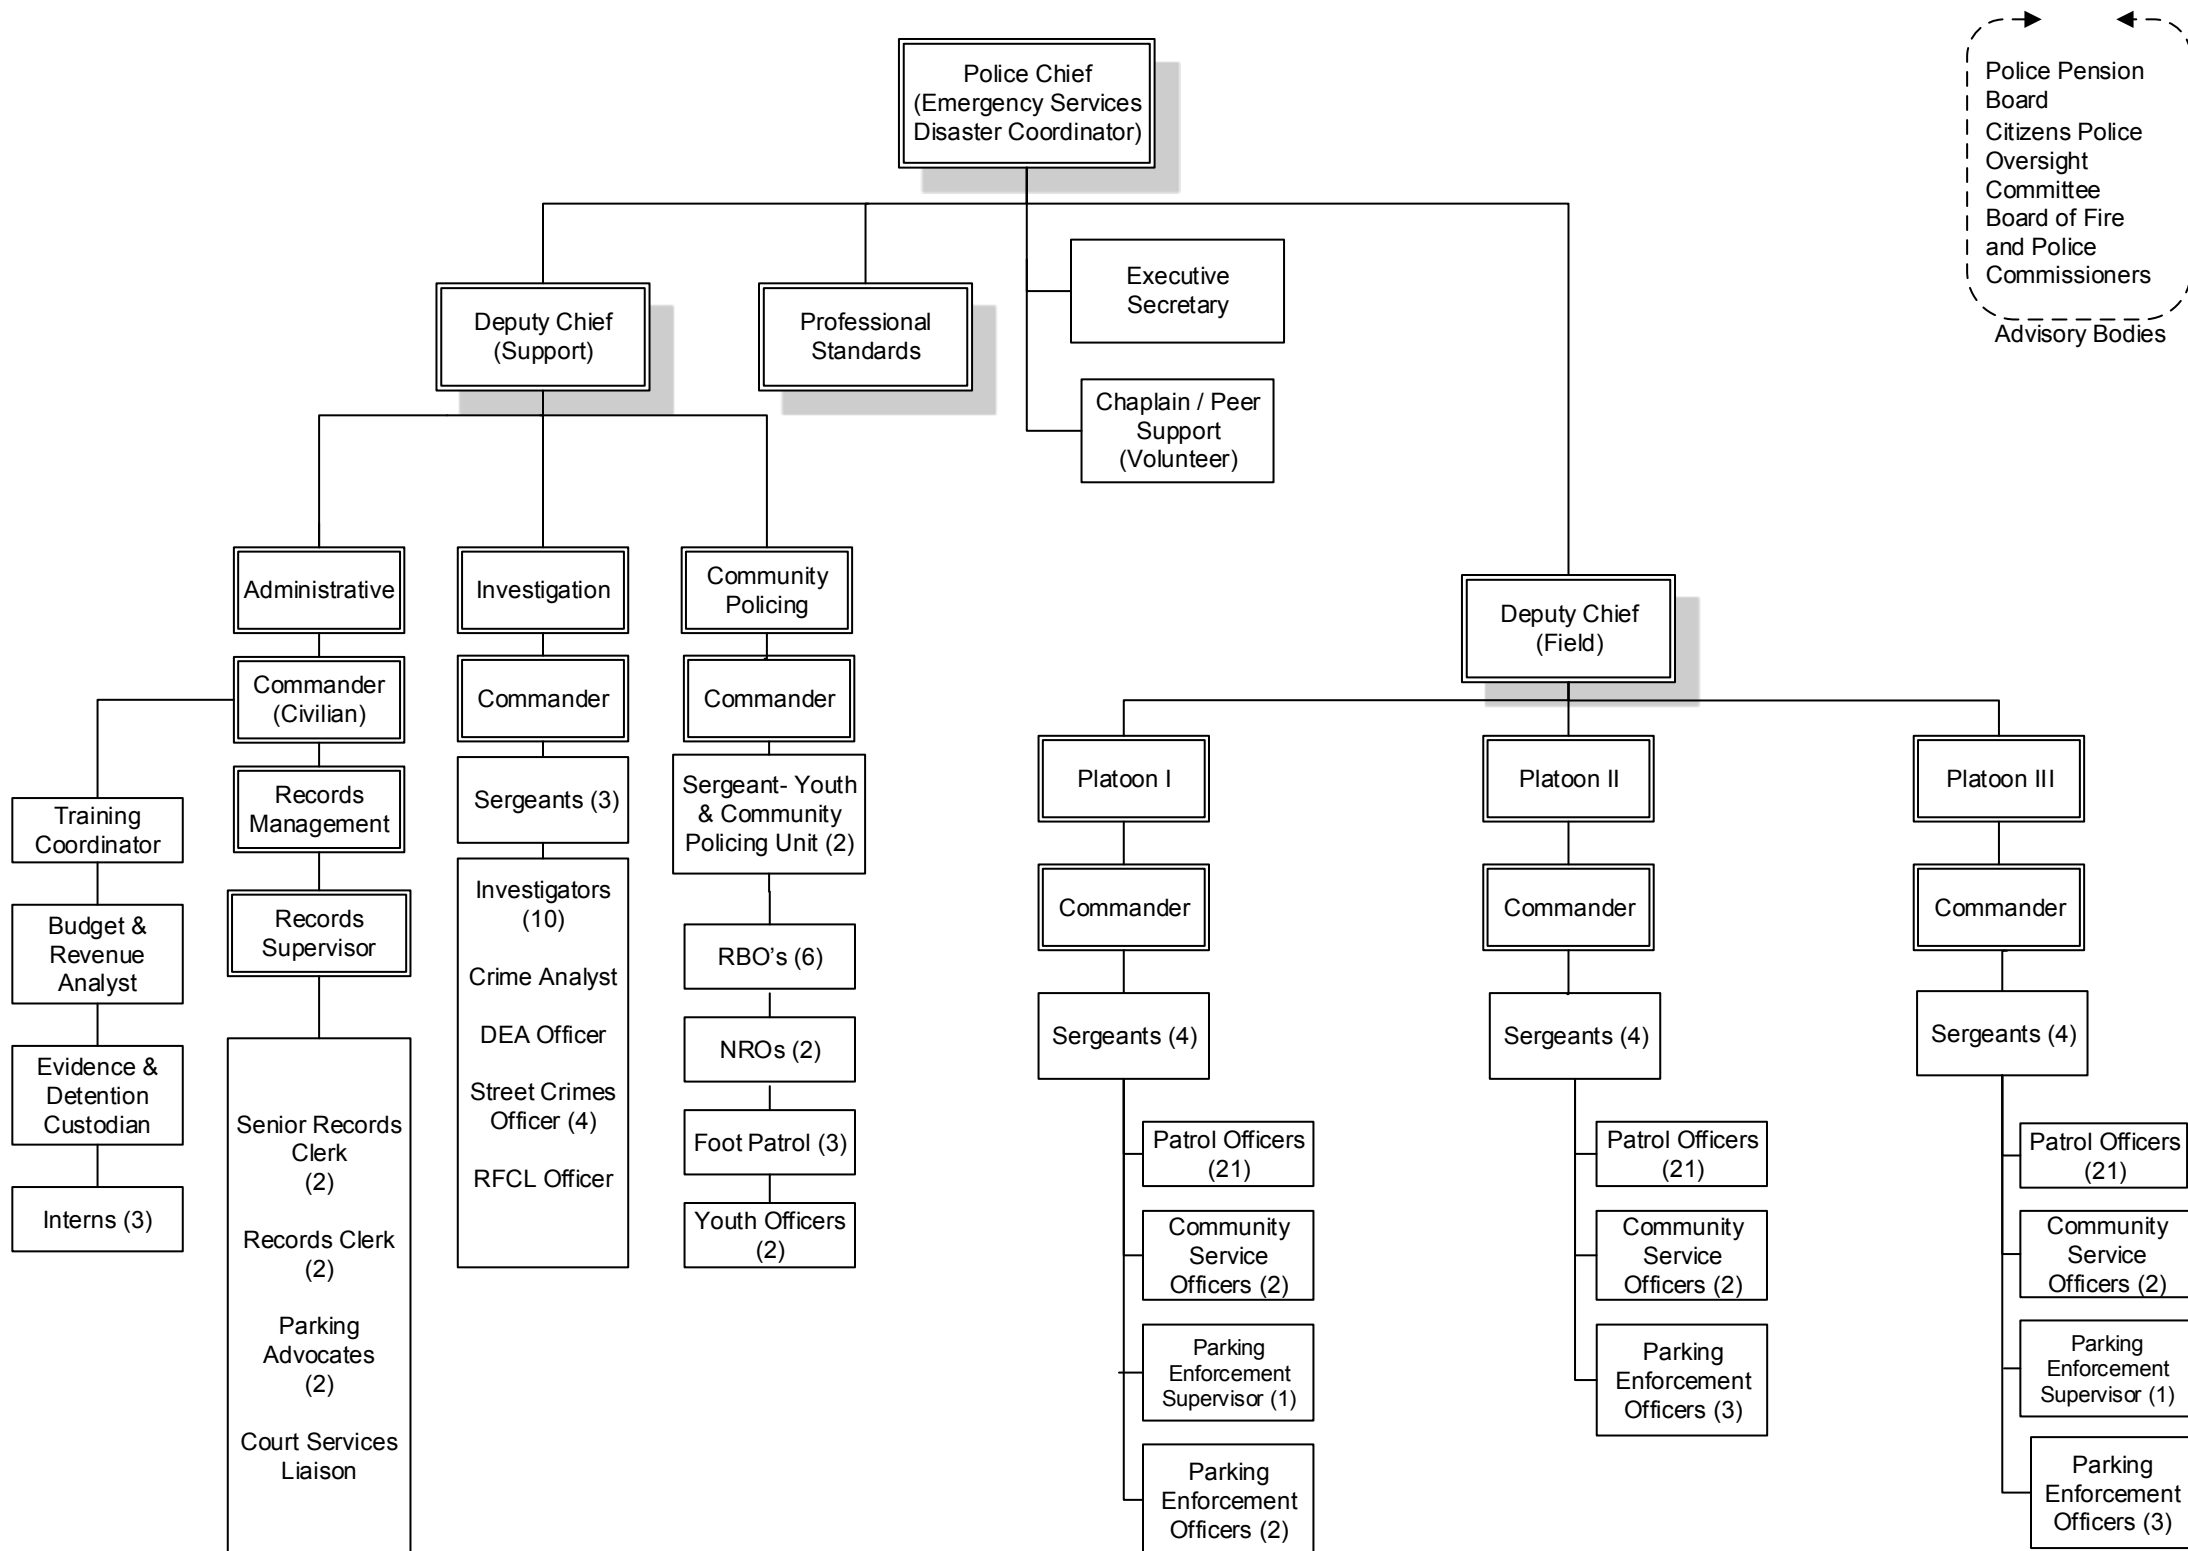 Police Chief
(Emergency Services
Disaster Coordinator)
Police Pension
Board
Citizens Police
Oversight
Committee
Board of Fire
and Police
Commissioners
Advisory Bodies
Executive
Secretary
Deputy Chief
(Support)
Professional
Standards
Chaplain / Peer
Support
(Volunteer)
Administrative
Commander
(Civilian)
Training
Coordinator
Budget &
Revenue
Analyst
Evidence &
Detention
Custodian
Interns (3)
Records
Management
Records
Supervisor
Senior Records
Clerk
(2)
Records Clerk
(2)
Parking
Advocates
(2)
Court Services
Liaison
Investigation
Commander
Sergeants (3)
Investigators
(10)
Crime Analyst
DEA Officer
Street Crimes
Officer (4)
RFCL Officer
Community
Policing
Commander
Sergeant- Youth
& Community
Policing Unit (2)
RBO’s (6)
NROs (2)
Foot Patrol (3)
Youth Officers
(2)
Deputy Chief
(Field)
Platoon I
Commander
Sergeants (4)
Patrol Officers
(21)
Community
Service
Officers (2)
Parking
Enforcement
Supervisor (1)
Parking
Enforcement
Officers (2)
Platoon II
Commander
Sergeants (4)
Patrol Officers
(21)
Community
Service
Officers (2)
Parking
Enforcement
Officers (3)
Platoon III
Commander
Sergeants (4)
Patrol Officers
(21)
Community
Service
Officers (2)
Parking
Enforcement
Supervisor (1)
Parking
Enforcement
Officers (3)